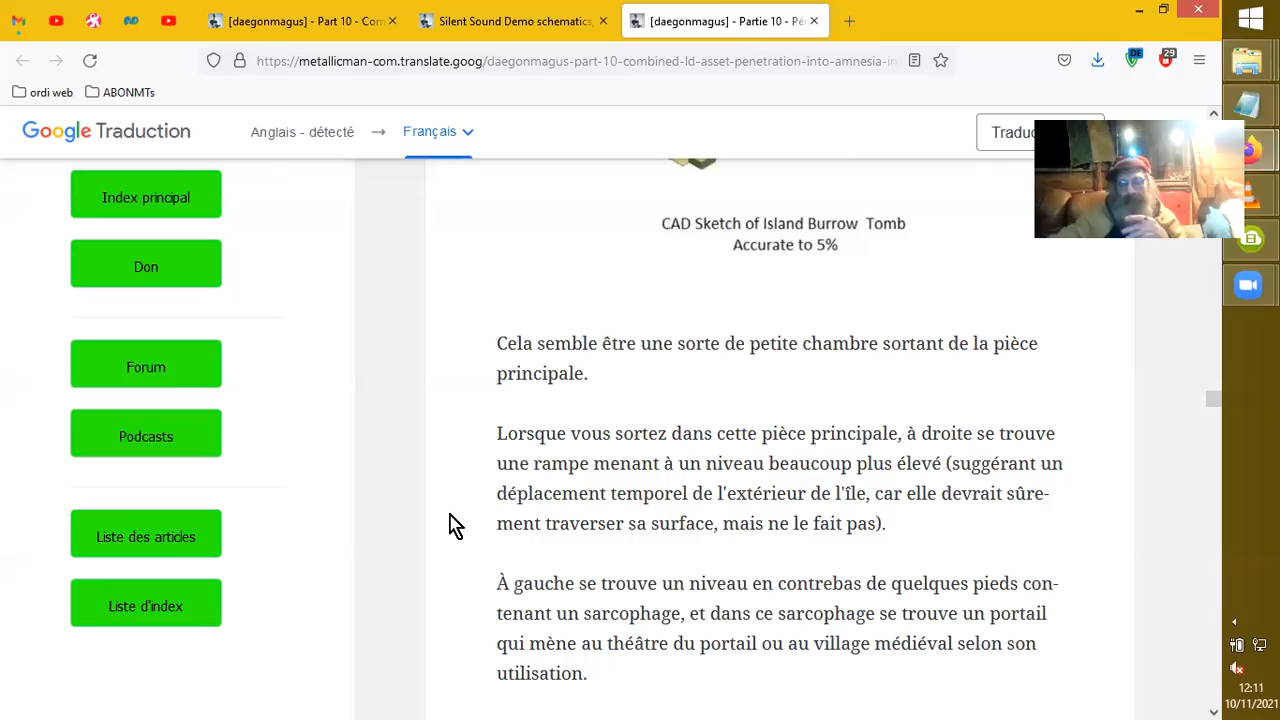 [daegonmagus] - Part 10 - Com
Silent Sound Demo schematics,
[daegonmagus] - Partie 10 - Pé
https://metallicman-com.translate.goog/daegonmagus-part-10-combined-ld-asset-penetration-into-amnesia-in
DE
29
ordi web
ABONMTs
Google Traduction
Anglais - détecté
Français
Traduc
Index principal
Don
Forum
Podcasts
Liste des articles
Liste d'index
CAD Sketch of Island Burrow Tomb
Accurate to 5%
Cela semble être une sorte de petite chambre sortant de la pièce
principale.
Lorsque vous sortez dans cette pièce principale, à droite se trouve
une rampe menant à un niveau beaucoup plus élevé (suggérant un
déplacement temporel de l'extérieur de l'île, car elle devrait sûre-
ment traverser sa surface, mais ne le fait pas).
À gauche se trouve un niveau en contrebas de quelques pieds con-
tenant un sarcophage, et dans ce sarcophage se trouve un portail
qui mène au théâtre du portail ou au village médiéval selon son
utilisation.
12:11
10/11/2021